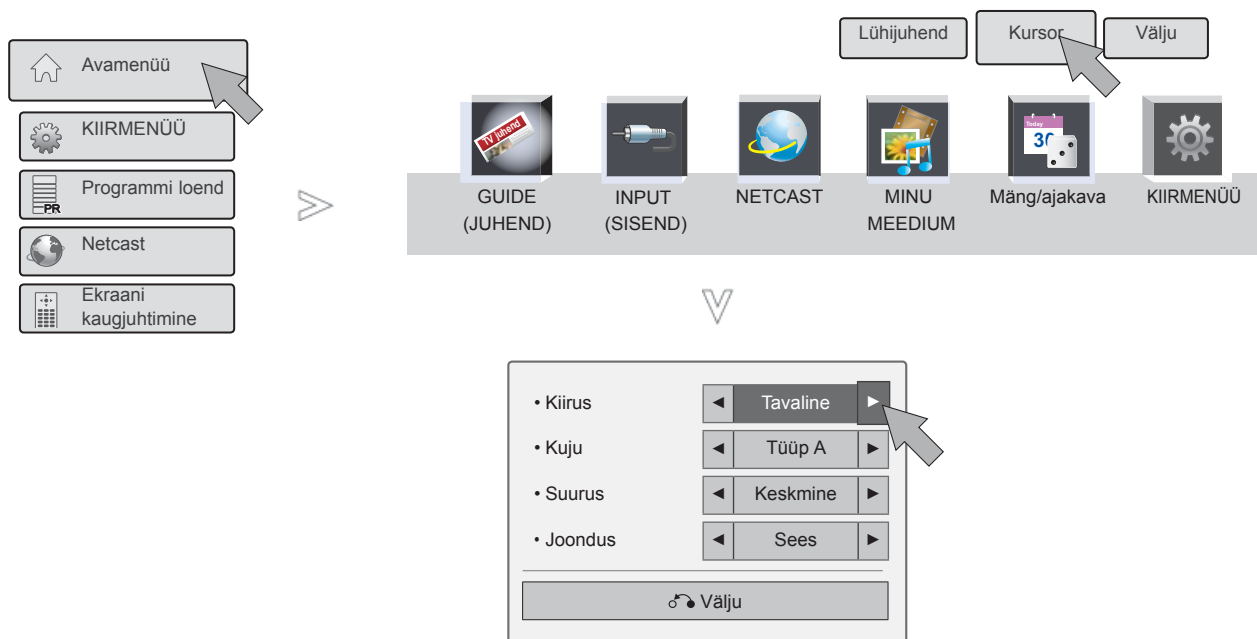 Avamenüü
KIIRMENÜÜ
Programmi loend
PR
Netcast
Ekraani
kaugjuhtimine
Lühijuhend
Kursor
Välju
TV juhend
Today
30
GUIDE
(JUHEND)
INPUT
(SISEND)
NETCAST
MINU
MEEDIUM
Mäng/ajakava
KIIRMENÜÜ
• Kiirus
Tavaline
• Kuju
Tüüp A
• Suurus
Keskmine
• Joondus
Sees
Välju